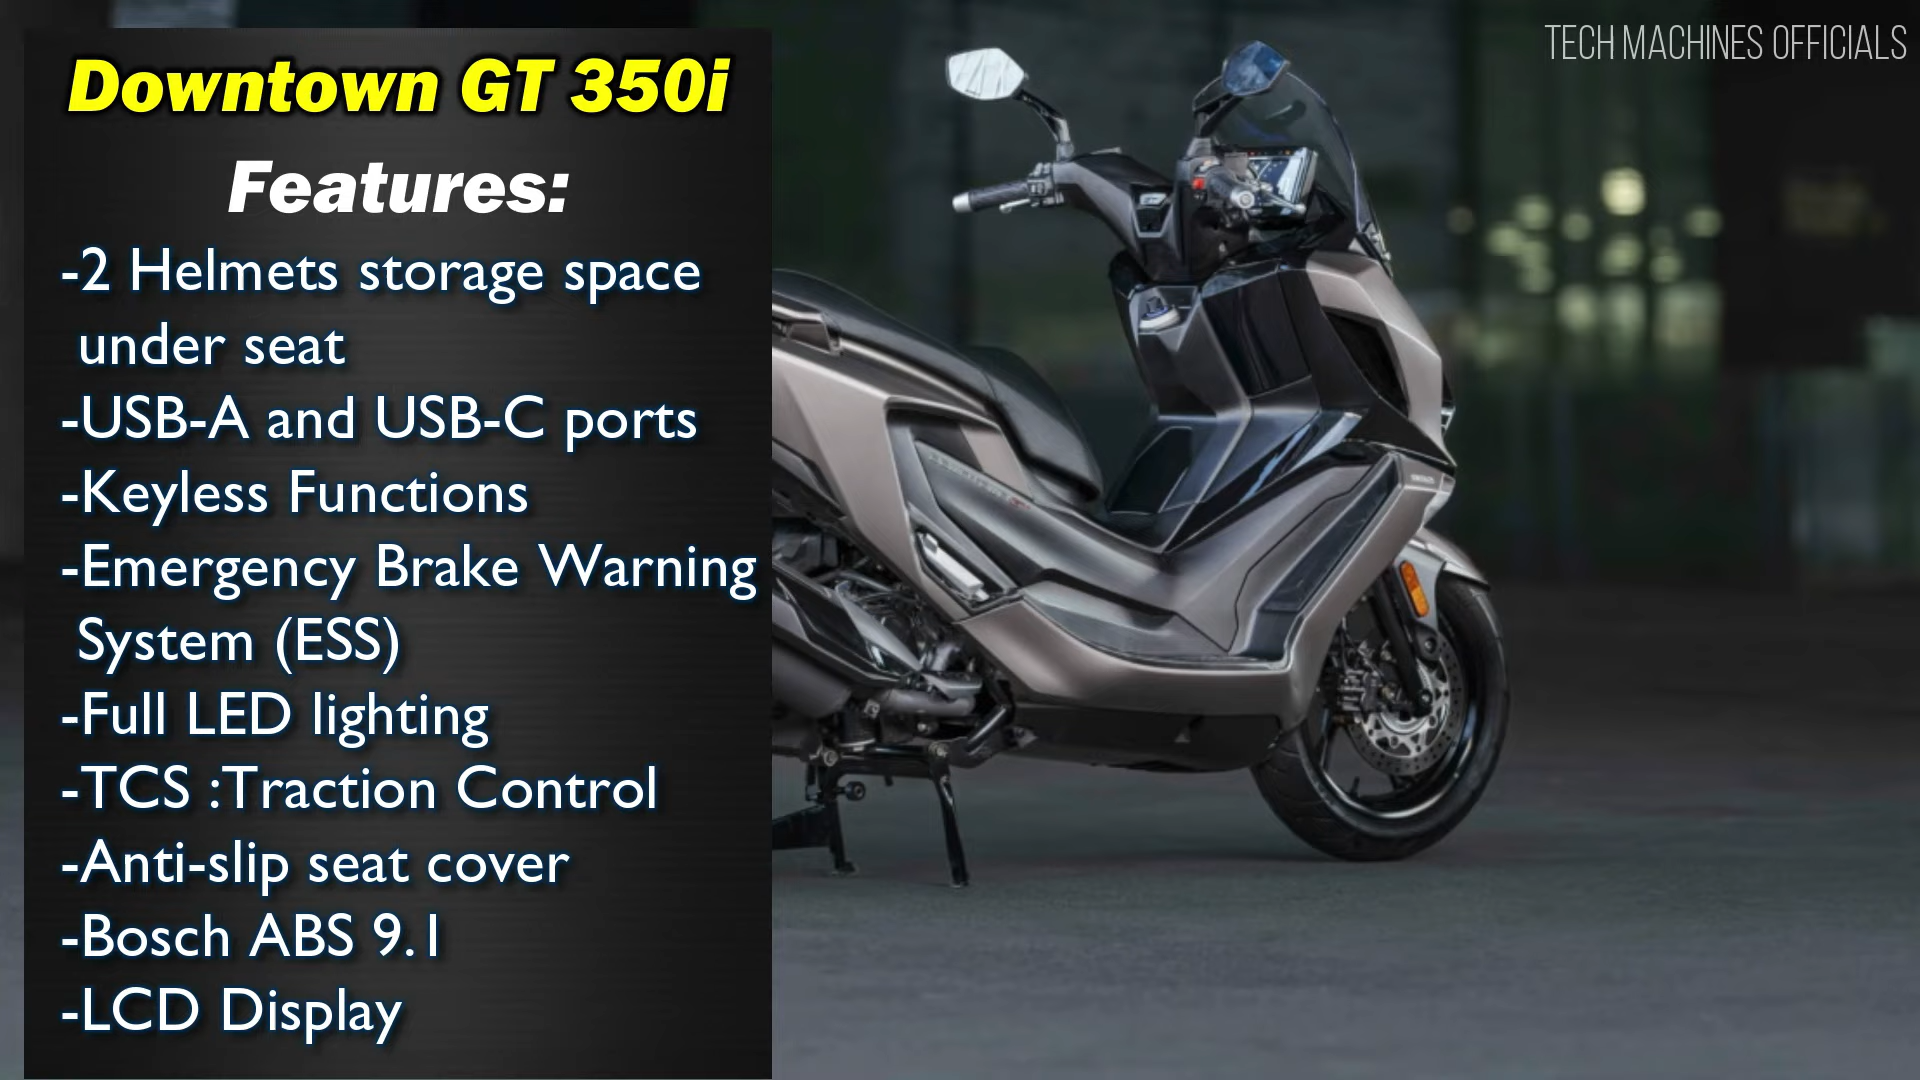 TECH MACHINES OFFICIALS
Downtown GT 350i
Features:
-2 Helmets storage space
under seat
-USB-A and USB-C ports
-Keyless Functions
-Emergency Brake Warning
System (ESS)
-Full LED lighting
-TCS :Traction Control
-Anti-slip seat cover
-Bosch ABS 9.1
-LCD Display